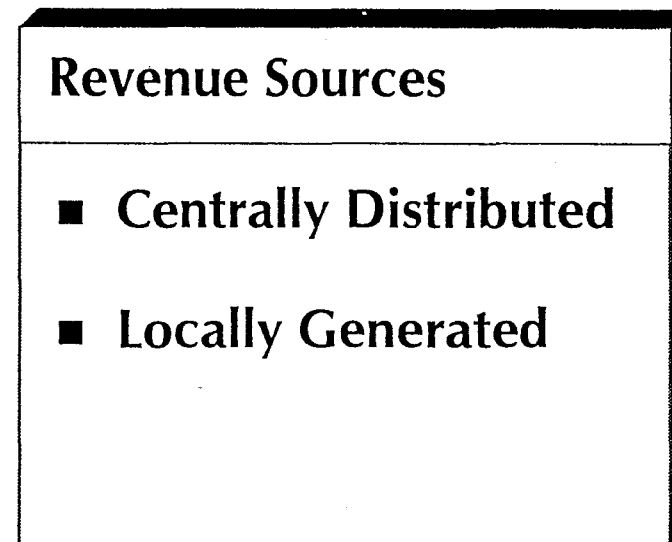 Revenue Sources
■ Centrally Distributed
■ Locally Generated